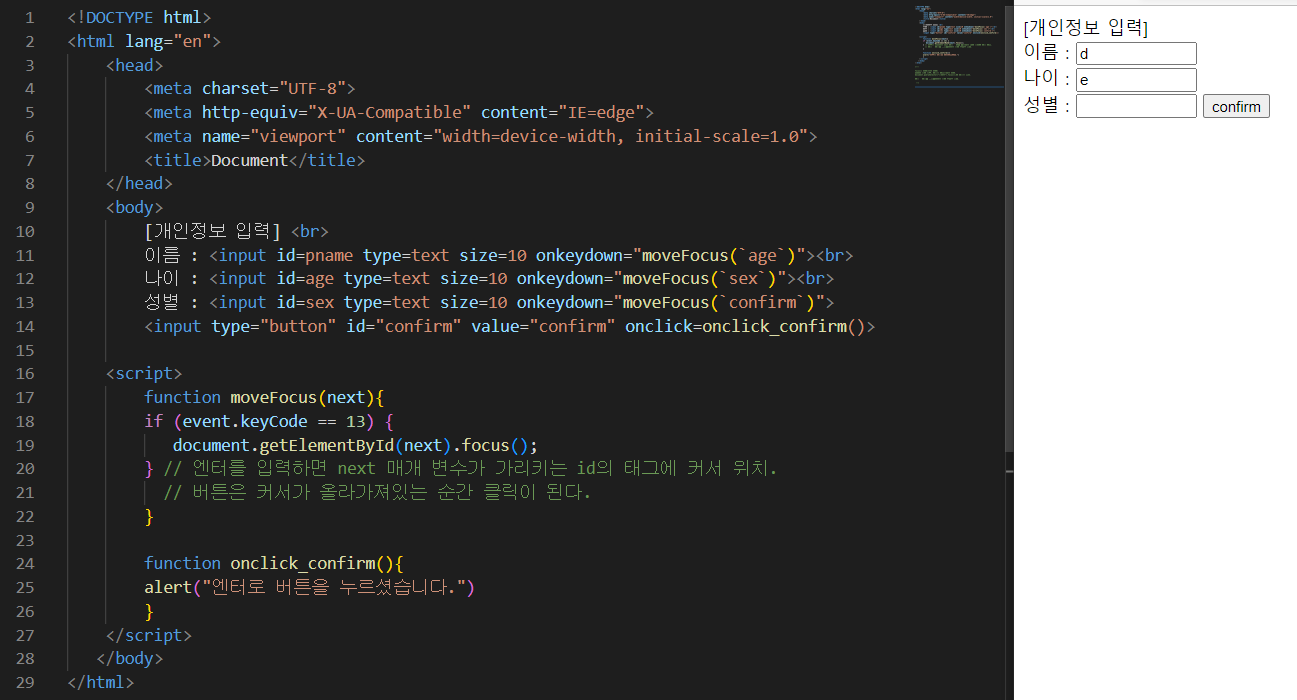 1 <!DOCTYPE html>
2 <html lang="en">
3 <head>
4 <meta charset="UTF-8">
5 <meta http-equiv="X-UA-Compatible" content="IE=edge">
6 <meta name="viewport" content="width=device-width, initial-scale=1.0">
7 <title>Document</title>
8 </head>
9 <body>
10 [개인정보 입력] <br>
11 이름 : <input id=pname type=text size=10 onkeydown="moveFocus(`age`)"><br>
12 나이 : <input id=age type=text size=10 onkeydown="moveFocus(`sex`)"><br>
13 성별 : <input id=sex type=text size=10 onkeydown="moveFocus(`confirm`)">
14 <input type="button" id="confirm" value="confirm" onclick=onclick_confirm()>
15
16 <script>
17 function moveFocus(next){
18 if (event.keyCode == 13) {
19 document.getElementById(next).focus();
20 } // 엔터를 입력하면 next 매개 변수가 가리키는 id의 태그에 커서 위치.
21 // 버튼은 커서가 올라가져있는 순간 클릭이 된다.
22 }
23
24 function onclick_confirm(){
25 alert("엔터로 버튼을 누르셨습니다.")
26 }
27 </script>
28 </body>
29 </html>
[개인정보 입력]
이름 : d
나이 : e
성별 : confirm